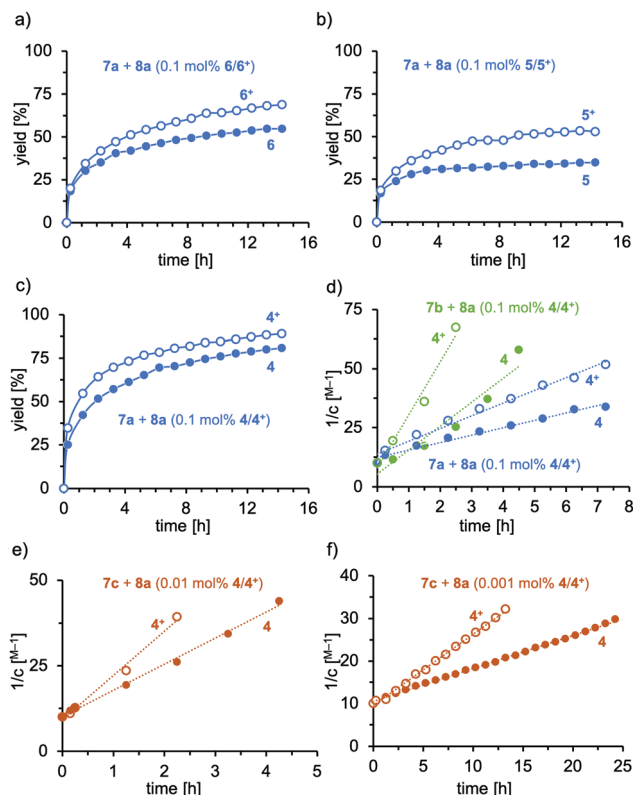 a)
100
75
50
25
0
yield [%]
7a + 8a (0.1 mol% 6/6⁺)
6⁺
6
0 4 8 12 16
time [h]
b)
100
75
50
25
0
yield [%]
7a + 8a (0.1 mol% 5/5⁺)
5⁺
5
0 4 8 12 16
time [h]
c)
100
75
50
25
0
yield [%]
4⁺
4
7a + 8a (0.1 mol% 4/4⁺)
0 4 8 12 16
time [h]
d)
75
50
25
0
1/c [M⁻¹]
7b + 8a (0.1 mol% 4/4⁺)
4⁺
4
4⁺
4
7a + 8a (0.1 mol% 4/4⁺)
0 1 2 3 4 5 6 7 8
time [h]
e)
50
25
0
1/c [M⁻¹]
7c + 8a (0.01 mol% 4/4⁺)
4⁺
4
0 1 2 3 4 5
time [h]
f)
40
30
20
10
0
1/c [M⁻¹]
7c + 8a (0.001 mol% 4/4⁺)
4⁺
4
0 5 10 15 20 25
time [h]